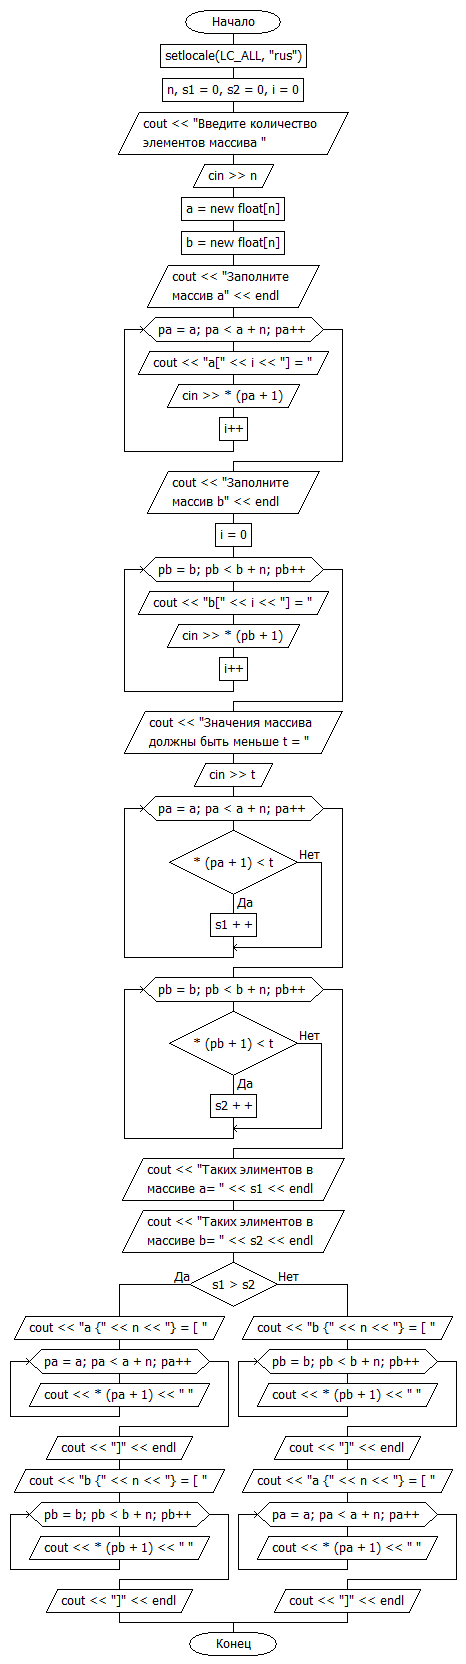 Начало
setlocale(LC_ALL, "rus")
n, s1 = 0, s2 = 0, i = 0
cout << "Введите количество
элементов массива "
cin >> n
a = new float[n]
b = new float[n]
cout << "Заполните
массив a" << endl
pa = a; pa < a + n; pa++
cout << "a[" << i << "] = "
cin >> * (pa + 1)
i++
cout << "Заполните
массив b" << endl
i = 0
pb = b; pb < b + n; pb++
cout << "b[" << i << "] = "
cin >> * (pb + 1)
i++
cout << "Значения массива
должны быть меньше t = "
cin >> t
pa = a; pa < a + n; pa++
* (pa + 1) < t
Нет
Да
s1 + +
pb = b; pb < b + n; pb++
* (pb + 1) < t
Нет
Да
s2 + +
cout << "Таких элиментов в
массиве a= " << s1 << endl
cout << "Таких элиментов в
массиве b= " << s2 << endl
Да
s1 > s2
Нет
cout << "a {" << n << "} = [ "
pa = a; pa < a + n; pa++
cout << * (pa + 1) << " "
cout << "]" << endl
cout << "b {" << n << "} = [ "
pb = b; pb < b + n; pb++
cout << * (pb + 1) << " "
cout << "]" << endl
cout << "b {" << n << "} = [ "
pb = b; pb < b + n; pb++
cout << * (pb + 1) << " "
cout << "]" << endl
cout << "a {" << n << "} = [ "
pa = a; pa < a + n; pa++
cout << * (pa + 1) << " "
cout << "]" << endl
Конец